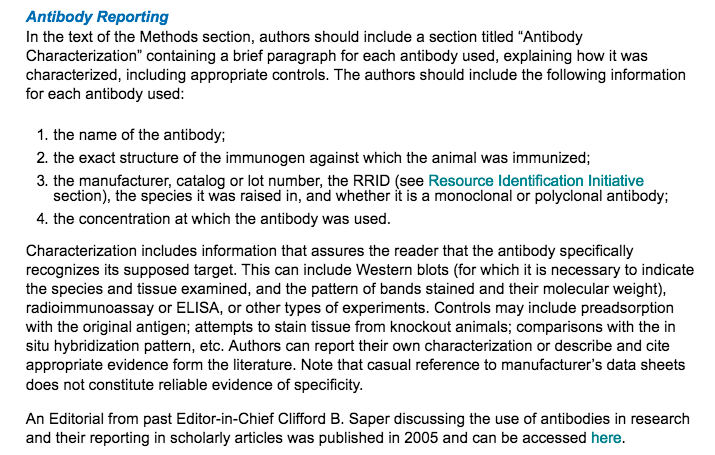 Antibody Reporting
In the text of the Methods section, authors should include a section titled “Antibody
Characterization” containing a brief paragraph for each antibody used, explaining how it was
characterized, including appropriate controls. The authors should include the following information
for each antibody used:
1. the name of the antibody;
2. the exact structure of the immunogen against which the animal was immunized;
3. the manufacturer, catalog or lot number, the RRID (see Resource Identification Initiative
section), the species it was raised in, and whether it is a monoclonal or polyclonal antibody;
4. the concentration at which the antibody was used.
Characterization includes information that assures the reader that the antibody specifically
recognizes its supposed target. This can include Western blots (for which it is necessary to indicate
the species and tissue examined, and the pattern of bands stained and their molecular weight),
radioimmunoassay or ELISA, or other types of experiments. Controls may include preadsorption
with the original antigen; attempts to stain tissue from knockout animals; comparisons with the in
situ hybridization pattern, etc. Authors can report their own characterization or describe and cite
appropriate evidence form the literature. Note that casual reference to manufacturer’s data sheets
does not constitute reliable evidence of specificity.
An Editorial from past Editor-in-Chief Clifford B. Saper discussing the use of antibodies in research
and their reporting in scholarly articles was published in 2005 and can be accessed here.